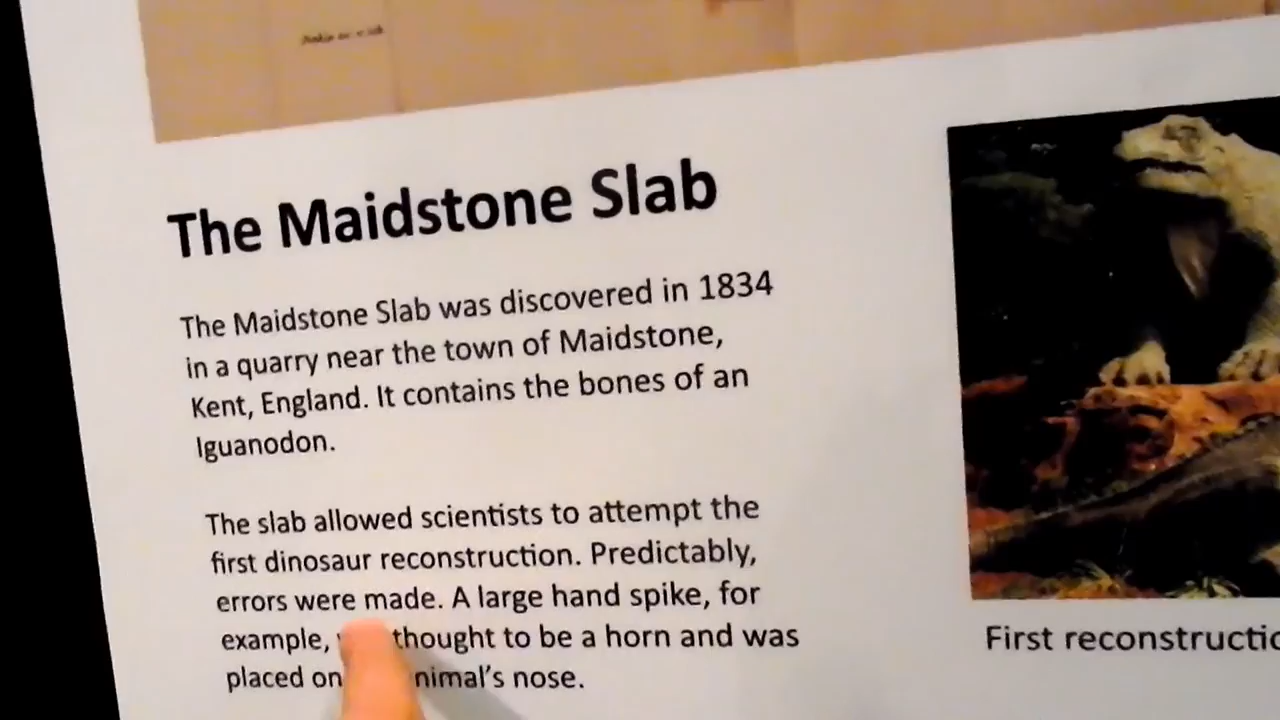 The Maidstone Slab
The Maidstone Slab was discovered in 1834
in a quarry near the town of Maidstone,
Kent, England. It contains the bones of an
Iguanodon.
The slab allowed scientists to attempt the
first dinosaur reconstruction. Predictably,
errors were made. A large hand spike, for
example, thought to be a horn and was
placed on nimal's nose.
First reconstructio